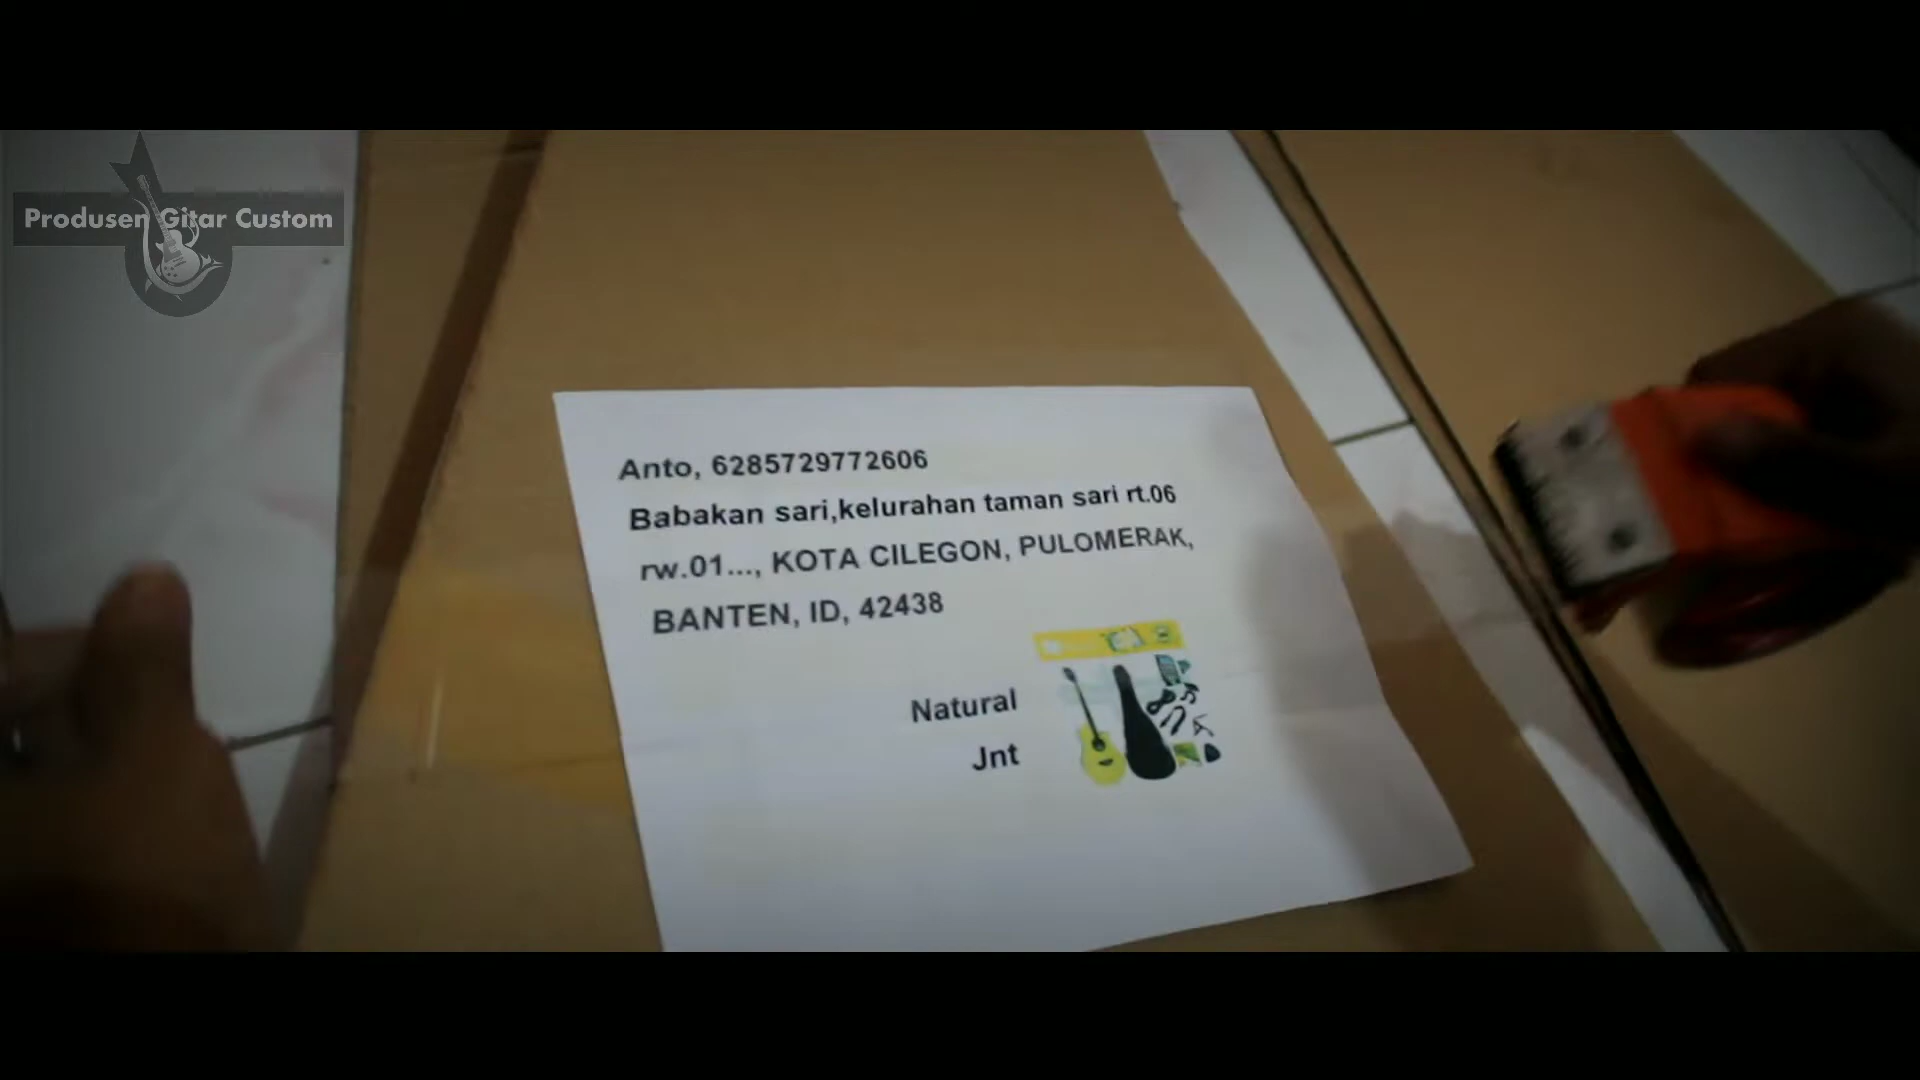 Produsen Gitar Custom
Anto, 6285729772606
Babakan sari,kelurahan taman sari rt.06
rw.01..., KOTA CILEGON, PULOMERAK,
BANTEN, ID, 42438
Natural
Jnt